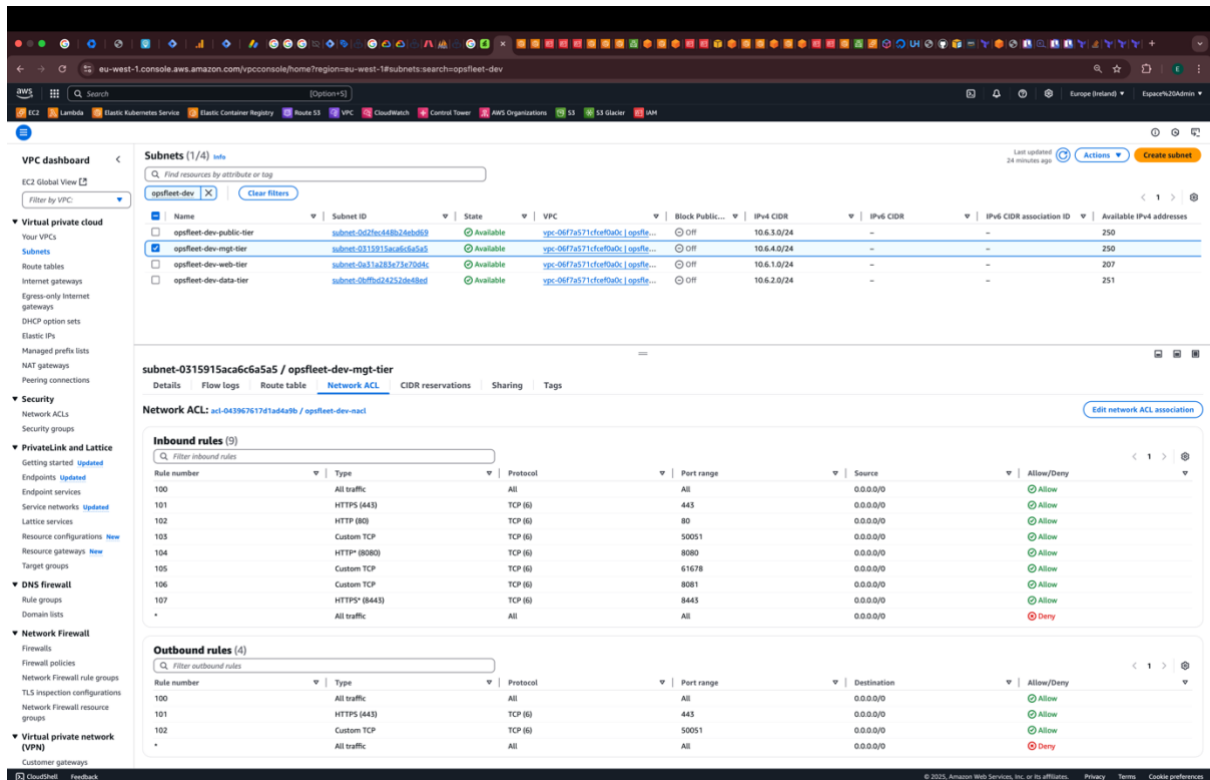 eu-west-1.console.aws.amazon.com/vpcconsole/home?region=eu-west-1#subnets:search=opsfleet-dev
aws Search [Option+S] Europe (Ireland) Espace%20Admin
EC2 Lambda Elastic Kubernetes Service Elastic Container Registry Route 53 VPC CloudWatch Control Tower AWS Organizations S3 S3 Glacier IAM
VPC dashboard
EC2 Global View
Filter by VPC:
Virtual private cloud
Your VPCs
Subnets
Route tables
Internet gateways
Egress-only Internet
gateways
DHCP option sets
Elastic IPs
Managed prefix lists
NAT gateways
Peering connections
Security
Network ACLs
Security groups
PrivateLink and Lattice
Getting started Updated
Endpoints Updated
Endpoint services
Service networks Updated
Lattice services
Resource configurations New
Resource gateways New
Target groups
DNS firewall
Rule groups
Domain lists
Network Firewall
Firewalls
Firewall policies
Network Firewall rule groups
TLS inspection configurations
Network Firewall resource
groups
Virtual private network
(VPN)
Customer gateways
Subnets (1/4) Info
Last updated
24 minutes ago
Actions
Create subnet
Find resources by attribute or tag
opsfleet-dev X Clear filters
1
Name Subnet ID State VPC Block Public... IPv4 CIDR IPv6 CIDR IPv6 CIDR association ID Available IPv4 addresses
opsfleet-dev-public-tier subnet-0d2fec448b24ebd69 Available vpc-06f7a571cfcef0a0c | opsfle... Off 10.6.3.0/24 – – 250
opsfleet-dev-mgt-tier subnet-0315915aca6c6a5a5 Available vpc-06f7a571cfcef0a0c | opsfle... Off 10.6.4.0/24 – – 250
opsfleet-dev-web-tier subnet-0a31a283e73e70d4c Available vpc-06f7a571cfcef0a0c | opsfle... Off 10.6.1.0/24 – – 207
opsfleet-dev-data-tier subnet-0bffbd24252de48ed Available vpc-06f7a571cfcef0a0c | opsfle... Off 10.6.2.0/24 – – 251
subnet-0315915aca6c6a5a5 / opsfleet-dev-mgt-tier
Details Flow logs Route table Network ACL CIDR reservations Sharing Tags
Network ACL: acl-043967617d1ad4a9b / opsfleet-dev-nacl
Edit network ACL association
Inbound rules (9)
Filter inbound rules
1
Rule number Type Protocol Port range Source Allow/Deny
100 All traffic All All 0.0.0.0/0 Allow
101 HTTPS (443) TCP (6) 443 0.0.0.0/0 Allow
102 HTTP (80) TCP (6) 80 0.0.0.0/0 Allow
103 Custom TCP TCP (6) 50051 0.0.0.0/0 Allow
104 HTTP* (8080) TCP (6) 8080 0.0.0.0/0 Allow
105 Custom TCP TCP (6) 61678 0.0.0.0/0 Allow
106 Custom TCP TCP (6) 8081 0.0.0.0/0 Allow
107 HTTPS* (8443) TCP (6) 8443 0.0.0.0/0 Allow
* All traffic All All 0.0.0.0/0 Deny
Outbound rules (4)
Filter outbound rules
1
Rule number Type Protocol Port range Destination Allow/Deny
100 All traffic All All 0.0.0.0/0 Allow
101 HTTPS (443) TCP (6) 443 0.0.0.0/0 Allow
102 Custom TCP TCP (6) 50051 0.0.0.0/0 Allow
* All traffic All All 0.0.0.0/0 Deny
CloudShell Feedback © 2025, Amazon Web Services, Inc. or its affiliates. Privacy Terms Cookie preferences